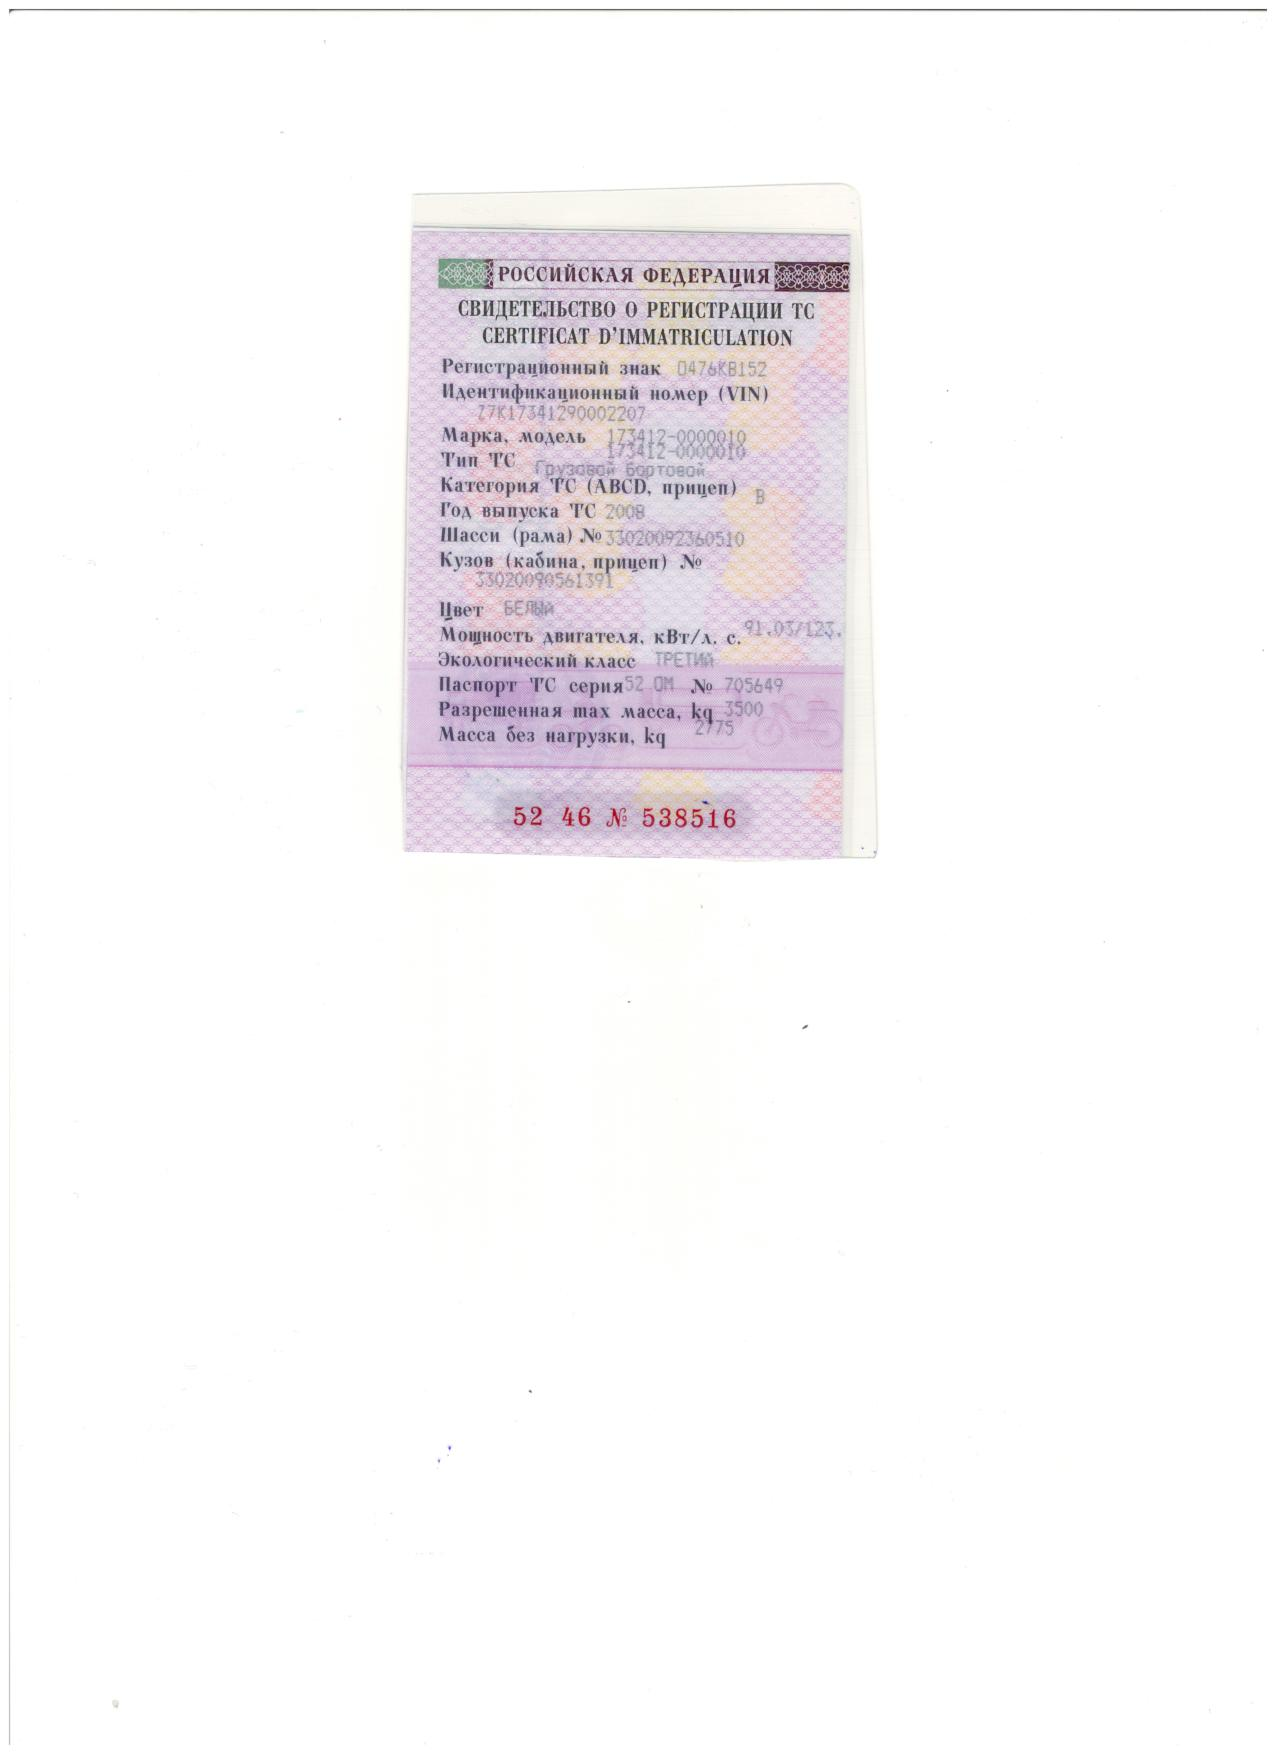 РОССИЙСКАЯ ФЕДЕРАЦИЯ
СВИДЕТЕЛЬСТВО О РЕГИСТРАЦИИ ТС
CERTIFICAT D'IMMATRICULATION
Регистрационный знак О476КВ152
Идентификационный номер (VIN)
Z7K17341290002207
Марка, модель 173412-0000010
173412-0000010
Тип ТС Грузовой бортовой
Категория ТС (ABCD, прицеп) В
Год выпуска ТС 2008
Шасси (рама) № 33020092360510
Кузов (кабина, прицеп) №
33020090561391
Цвет БЕЛЫЙ
Мощность двигателя, кВт/л. с. 91.03/123.
Экологический класс ТРЕТИЙ
Паспорт ТС серия 52 ОМ № 705649
Разрешенная max масса, kq 3500
Масса без нагрузки, kq 2775
52 46 № 538516